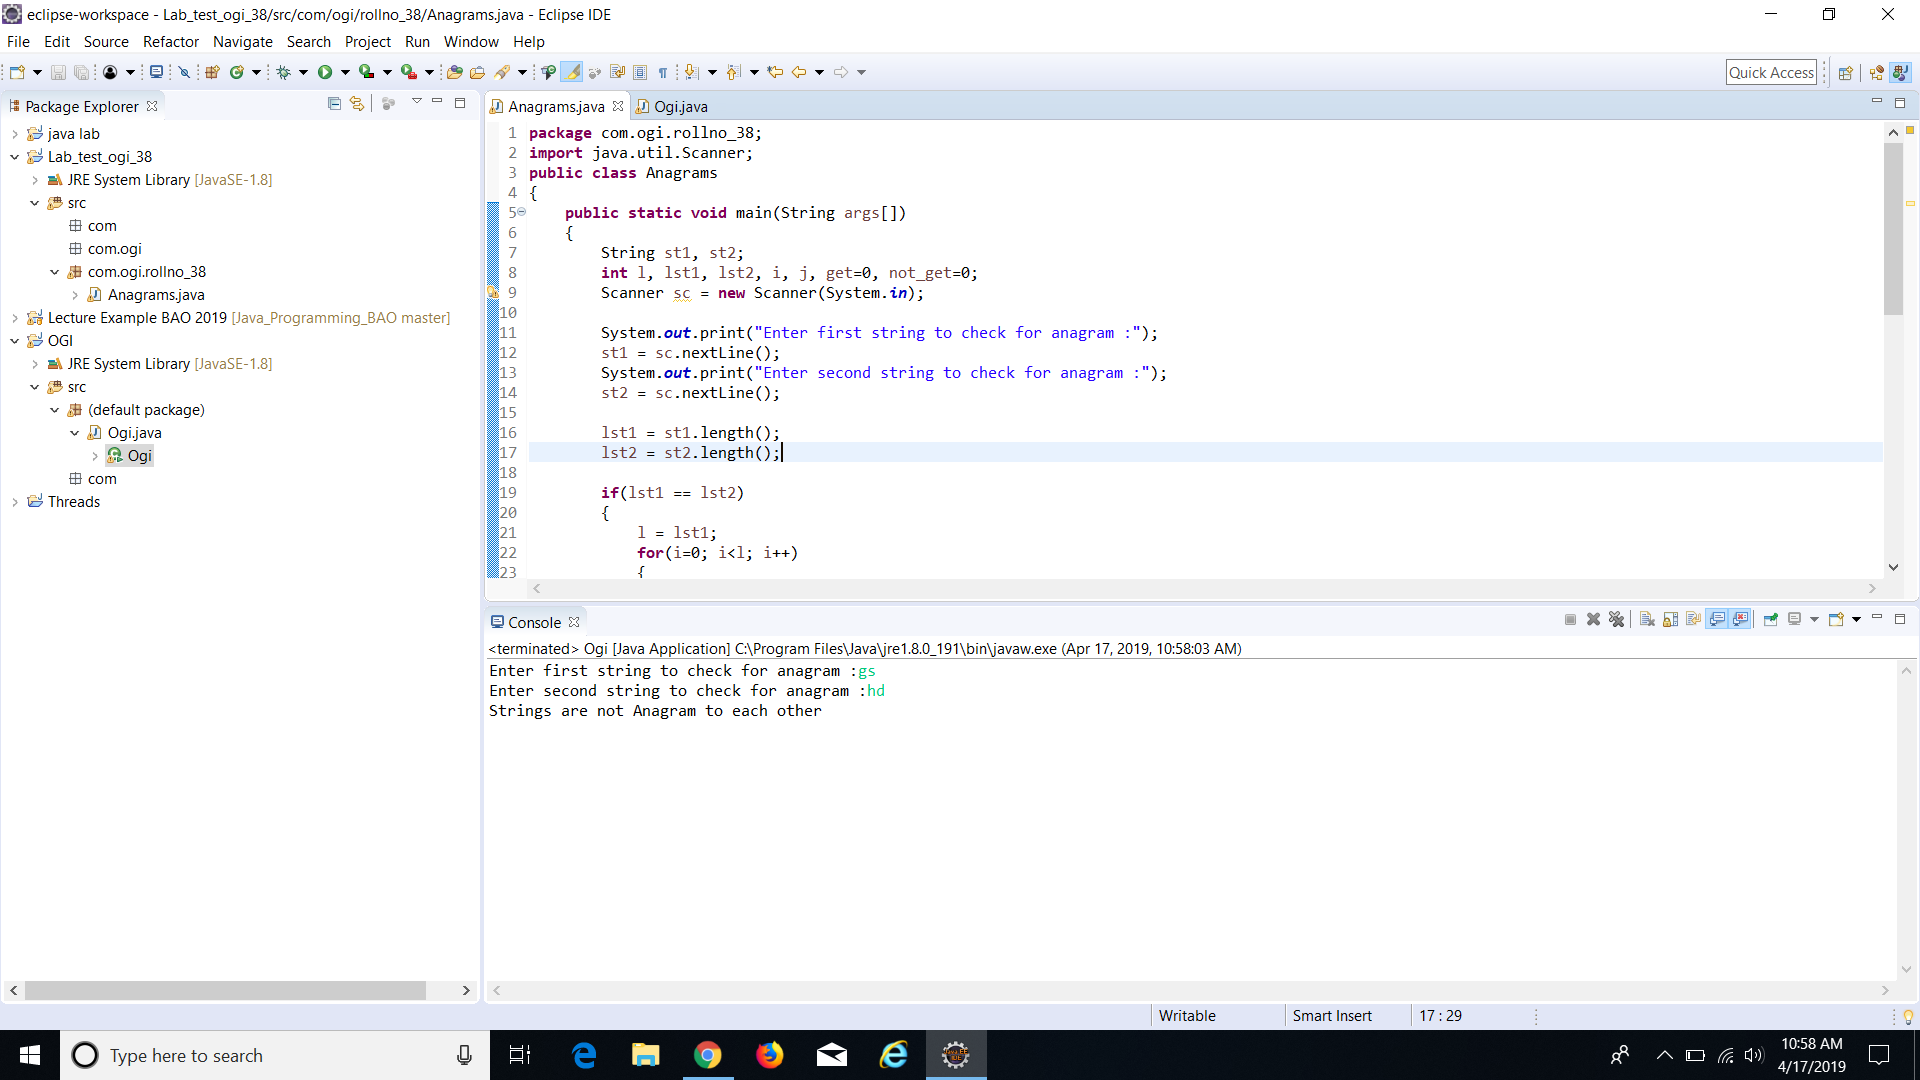 eclipse-workspace - Lab_test_ogi_38/src/com/ogi/rollno_38/Anagrams.java - Eclipse IDE
File Edit Source Refactor Navigate Search Project Run Window Help
Quick Access
Package Explorer
java lab
Lab_test_ogi_38
JRE System Library [JavaSE-1.8]
src
com
com.ogi
com.ogi.rollno_38
Anagrams.java
Lecture Example BAO 2019 [Java_Programming_BAO master]
OGI
JRE System Library [JavaSE-1.8]
src
(default package)
Ogi.java
Ogi
com
Threads
Anagrams.java Ogi.java
1 package com.ogi.rollno_38;
2 import java.util.Scanner;
3 public class Anagrams
4 {
5 public static void main(String args[])
6 {
7 String st1, st2;
8 int l, lst1, lst2, i, j, get=0, not_get=0;
9 Scanner sc = new Scanner(System.in);
10
11 System.out.print("Enter first string to check for anagram :");
12 st1 = sc.nextLine();
13 System.out.print("Enter second string to check for anagram :");
14 st2 = sc.nextLine();
15
16 lst1 = st1.length();
17 lst2 = st2.length();
18
19 if(lst1 == lst2)
20 {
21 l = lst1;
22 for(i=0; i<l; i++)
23 {
Console
<terminated> Ogi [Java Application] C:\Program Files\Java\jre1.8.0_191\bin\javaw.exe (Apr 17, 2019, 10:58:03 AM)
Enter first string to check for anagram :gs
Enter second string to check for anagram :hd
Strings are not Anagram to each other
Writable Smart Insert 17 : 29
Type here to search
10:58 AM
4/17/2019